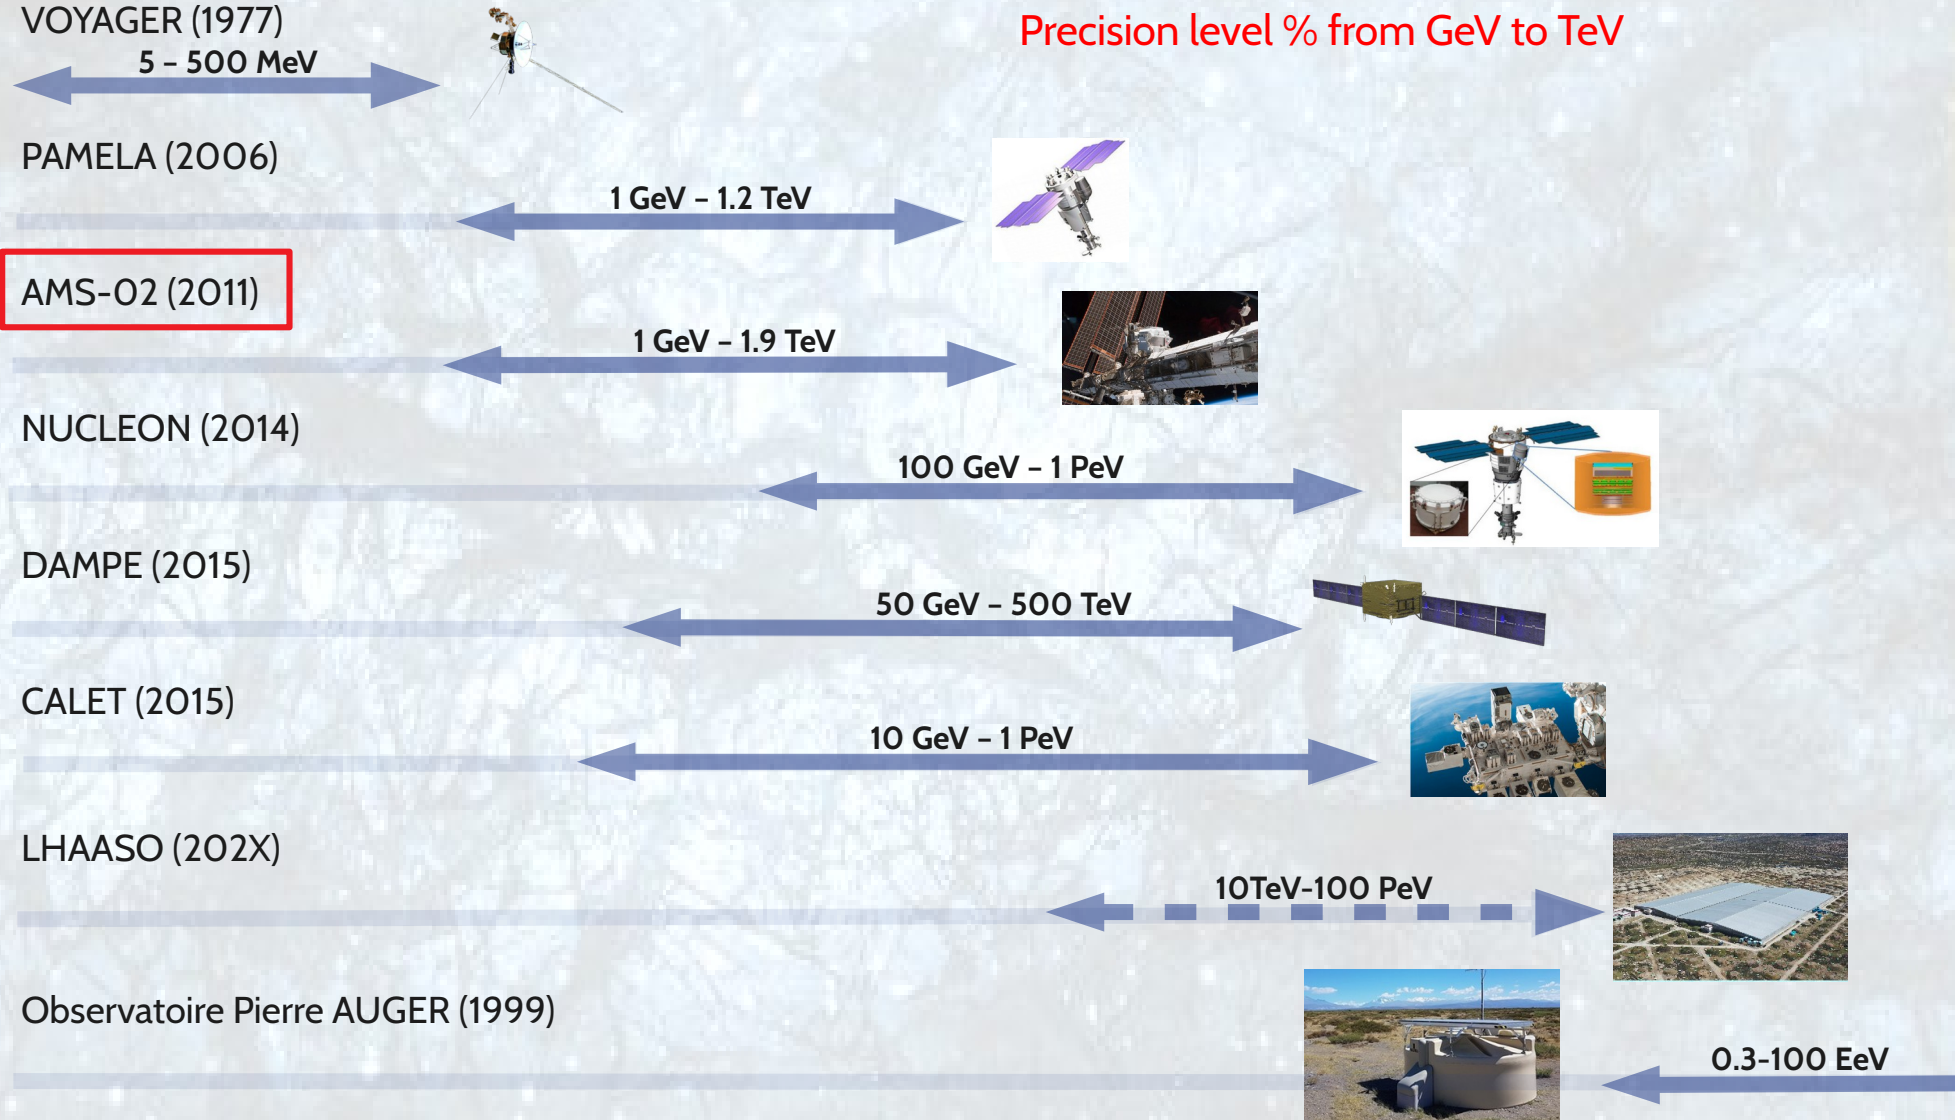 VOYAGER (1977)
Precision level % from GeV to TeV
5 – 500 MeV
PAMELA (2006)
1 GeV – 1.2 TeV
AMS-02 (2011)
1 GeV – 1.9 TeV
NUCLEON (2014)
100 GeV – 1 PeV
DAMPE (2015)
50 GeV – 500 TeV
CALET (2015)
10 GeV – 1 PeV
LHAASO (202X)
10TeV-100 PeV
Observatoire Pierre AUGER (1999)
0.3-100 EeV